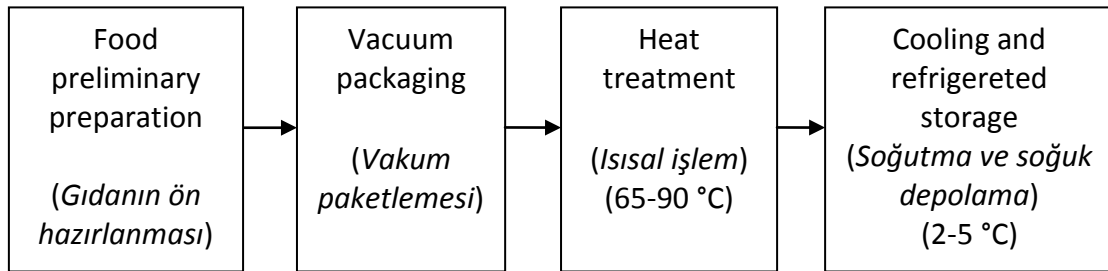 Food
preliminary
preparation
(Gıdanın ön
hazırlanması)
Vacuum
packaging
(Vakum
paketlemesi)
Heat
treatment
(Isısal işlem)
(65-90 °C)
Cooling and
refrigereted
storage
(Soğutma ve soğuk
depolama)
(2-5 °C)